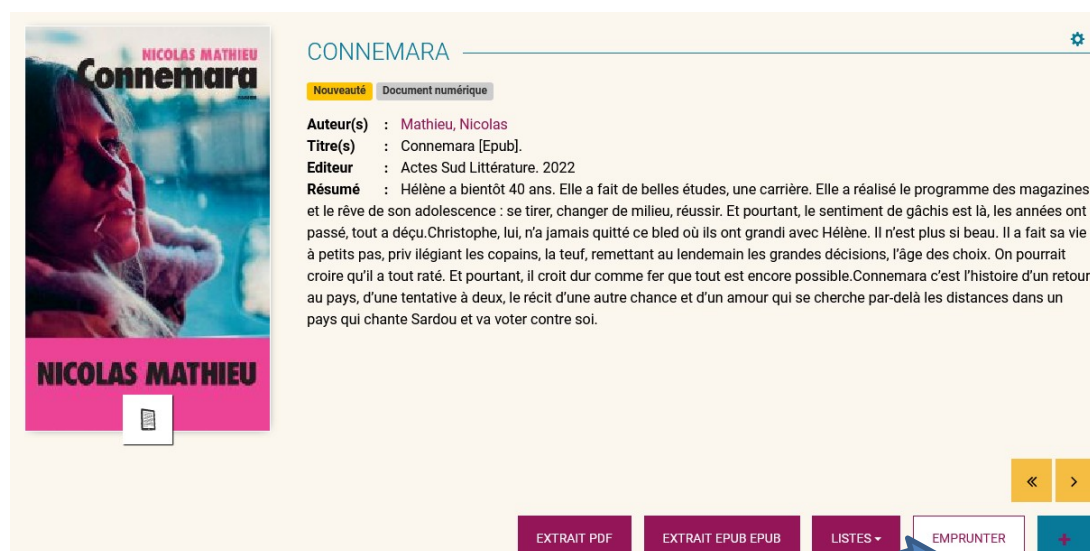 NICOLAS MATHIEU
Connemara
NICOLAS MATHIEU
CONNEMARA
Nouveauté Document numérique
Auteur(s) : Mathieu, Nicolas
Titre(s) : Connemara [Epub].
Editeur : Actes Sud Littérature. 2022
Résumé : Hélène a bientôt 40 ans. Elle a fait de belles études, une carrière. Elle a réalisé le programme des magazines
et le rêve de son adolescence : se tirer, changer de milieu, réussir. Et pourtant, le sentiment de gâchis est là, les années ont
passé, tout a déçu.Christophe, lui, n’a jamais quitté ce bled où ils ont grandi avec Hélène. Il n’est plus si beau. Il a fait sa vie
à petits pas, priv ilégiant les copains, la teuf, remettant au lendemain les grandes décisions, l’âge des choix. On pourrait
croire qu’il a tout raté. Et pourtant, il croit dur comme fer que tout est encore possible.Connemara c’est l’histoire d’un retour
au pays, d’une tentative à deux, le récit d’une autre chance et d’un amour qui se cherche par-delà les distances dans un
pays qui chante Sardou et va voter contre soi.
EXTRAIT PDF EXTRAIT EPUB EPUB LISTES EMPRUNTER +